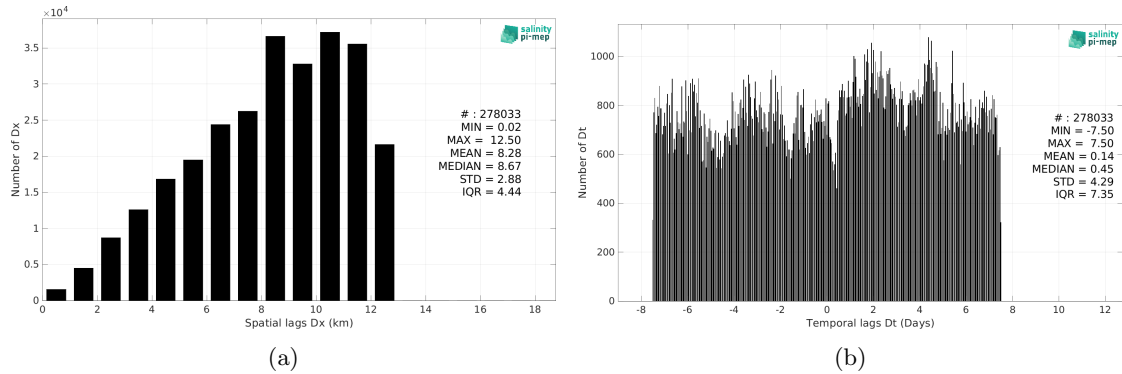 ×10⁴
salinity
pi-mep
3.5
3
2.5
2
1.5
1
0.5
0
Number of Dx
# : 278033
MIN = 0.02
MAX = 12.50
MEAN = 8.28
MEDIAN = 8.67
STD = 2.88
IQR = 4.44
0 2 4 6 8 10 12 14 16 18
Spatial lags Dx (km)
(a)
salinity
pi-mep
1000
800
600
400
200
0
Number of Dt
# : 278033
MIN = -7.50
MAX = 7.50
MEAN = 0.14
MEDIAN = 0.45
STD = 4.29
IQR = 7.35
-8 -6 -4 -2 0 2 4 6 8 10 12
Temporal lags Dt (Days)
(b)